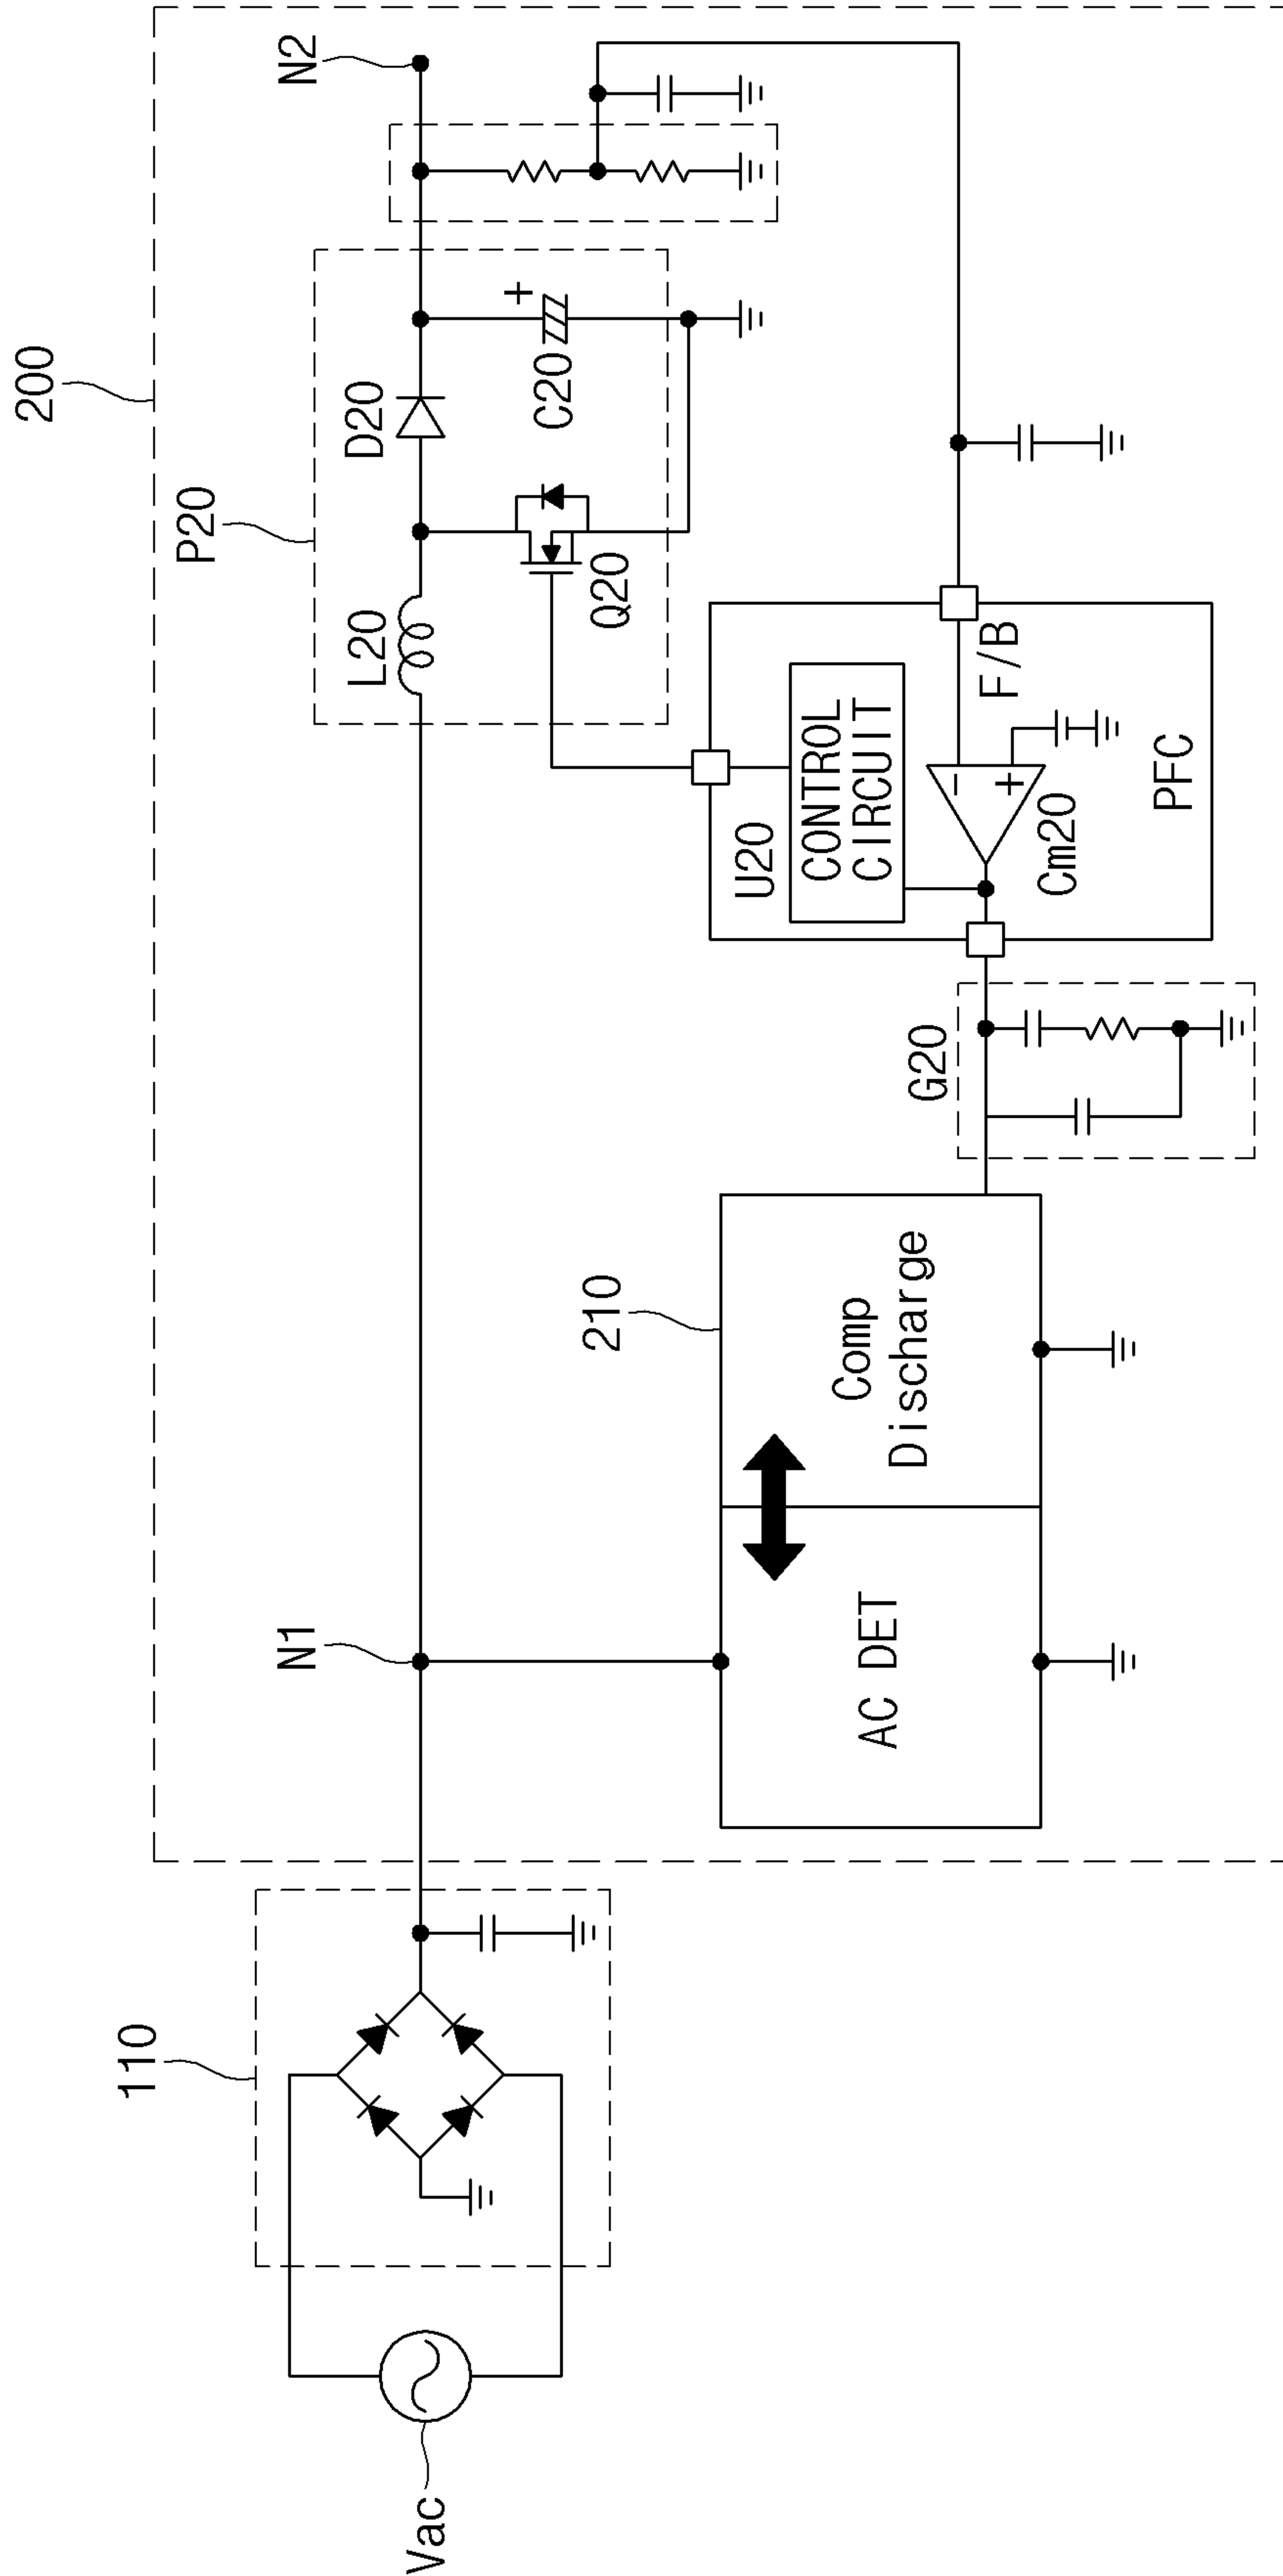 200
110
P20
N1
N2
L20
D20
+
C20
Q20
Vac
210
AC DET
Comp
Discharge
G20
U20
CONTROL
CIRCUIT
-
+
F/B
Cm20
PFC